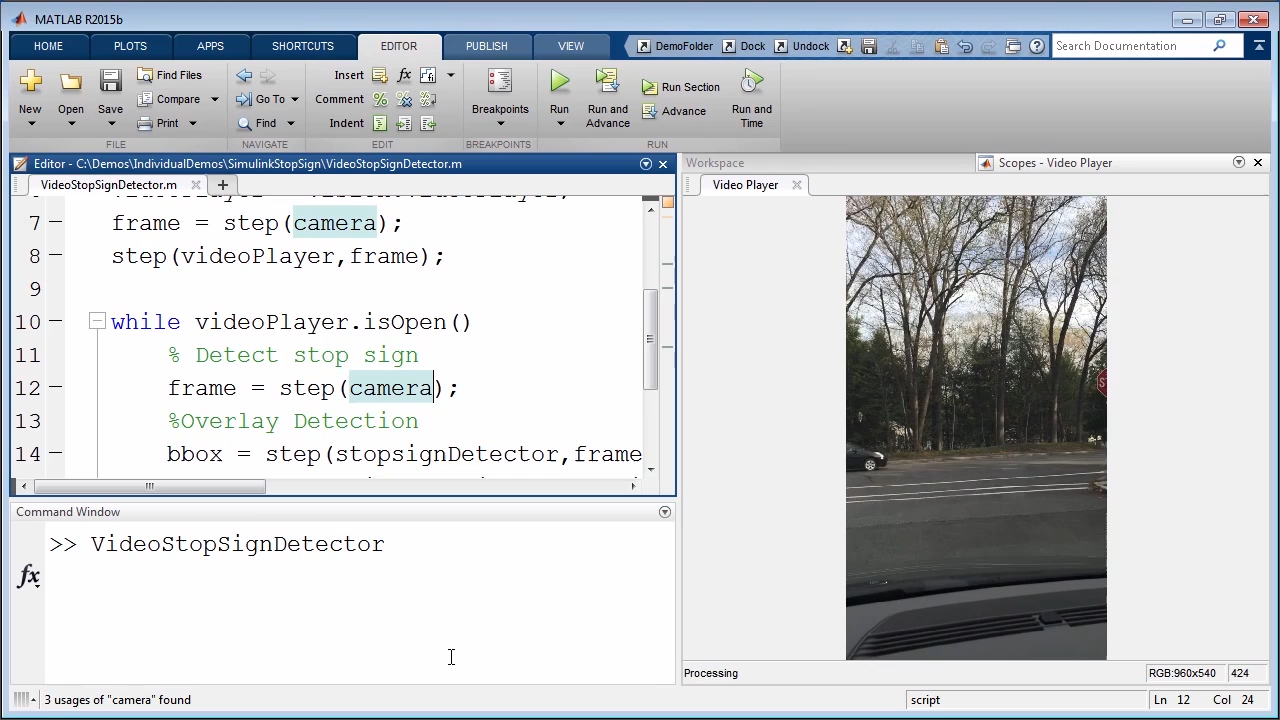 MATLAB R2015b
HOME PLOTS APPS SHORTCUTS EDITOR PUBLISH VIEW DemoFolder Dock Undock Search Documentation
New Open Save Find Files Compare Print
Go To Find
Insert fx
Comment
Indent
Breakpoints
Run Run and Advance Run Section Advance Run and Time
FILE NAVIGATE EDIT BREAKPOINTS RUN
Editor - C:\Demos\IndividualDemos\SimulinkStopSign\VideoStopSignDetector.m
VideoStopSignDetector.m
7 frame = step(camera);
8 step(videoPlayer,frame);
9
10 while videoPlayer.isOpen()
11 % Detect stop sign
12 frame = step(camera);
13 %Overlay Detection
14 bbox = step(stopsignDetector,frame
Command Window
>> VideoStopSignDetector
fx
3 usages of "camera" found
Workspace
Scopes - Video Player
Video Player
ST
Processing
RGB:960x540 424
script
Ln 12 Col 24